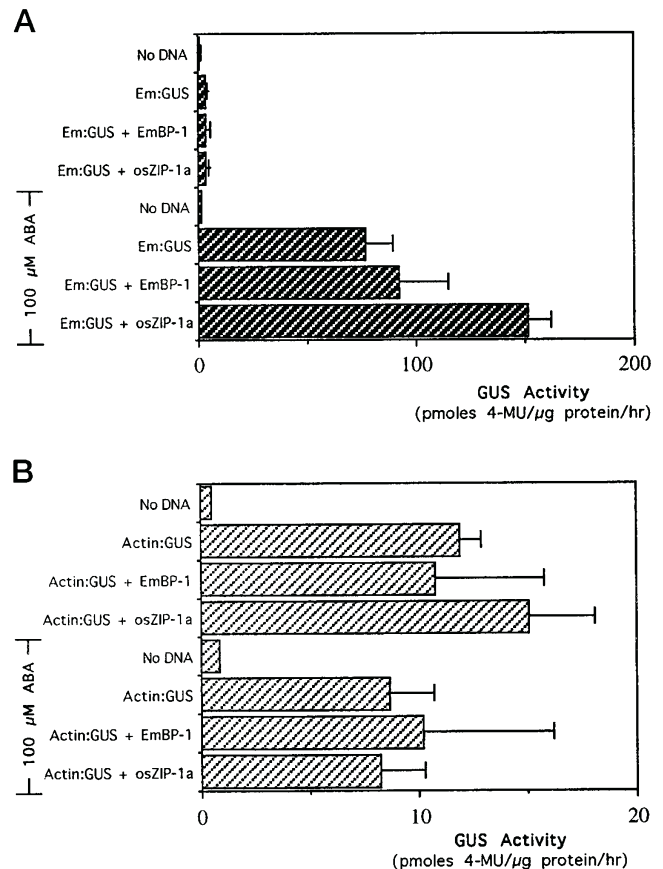 A
No DNA
Em:GUS
Em:GUS + EmBP-1
Em:GUS + osZIP-1a
100 µM ABA
No DNA
Em:GUS
Em:GUS + EmBP-1
Em:GUS + osZIP-1a
0 100 200
GUS Activity
(pmoles 4-MU/µg protein/hr)
B
No DNA
Actin:GUS
Actin:GUS + EmBP-1
Actin:GUS + osZIP-1a
100 µM ABA
No DNA
Actin:GUS
Actin:GUS + EmBP-1
Actin:GUS + osZIP-1a
0 10 20
GUS Activity
(pmoles 4-MU/µg protein/hr)